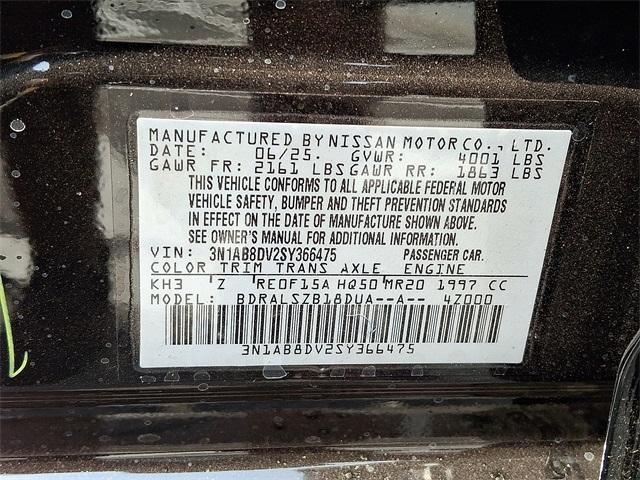 MANUFACTURED BY NISSAN MOTOR CO., LTD.
DATE: 06/25. GVWR: 4001 LBS
GAWR FR: 2161 LBS GAWR RR: 1863 LBS
THIS VEHICLE CONFORMS TO ALL APPLICABLE FEDERAL MOTOR
VEHICLE SAFETY, BUMPER AND THEFT PREVENTION STANDARDS
IN EFFECT ON THE DATE OF MANUFACTURE SHOWN ABOVE.
SEE OWNER'S MANUAL FOR ADDITIONAL INFORMATION.
VIN: 3N1AB8DV2SY366475 PASSENGER CAR.
COLOR TRIM TRANS AXLE ENGINE
KH3 'Z 'RE0F15A HQ50 MR20 1997 CC
MODEL: BDRALSZB18DUA--A-- 4Z000
3N1AB8DV2SY366475